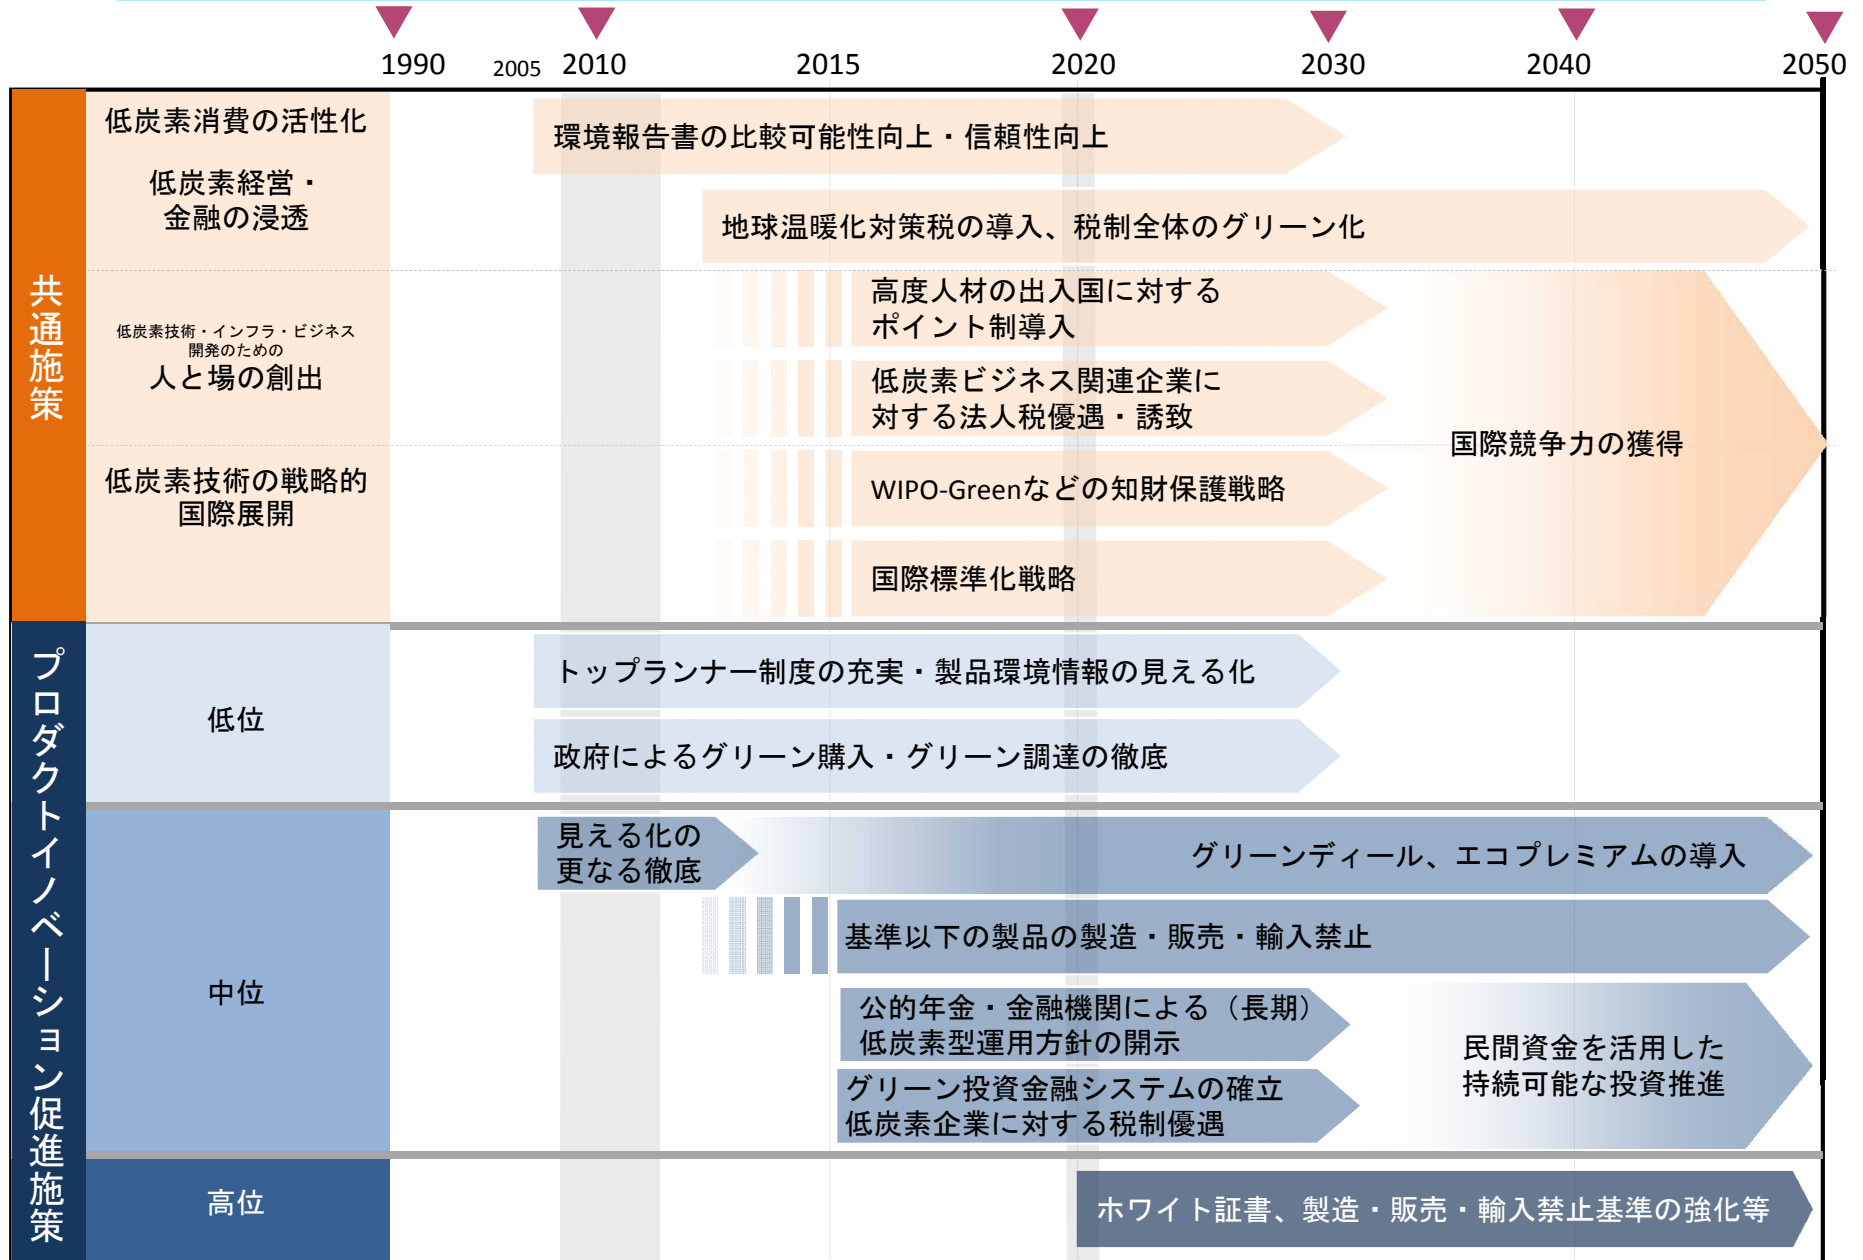 1990
2005
2010
2015
2020
2030
2040
2050
共通施策
低炭素消費の活性化
低炭素経営・
金融の浸透
環境報告書の比較可能性向上・信頼性向上
地球温暖化対策税の導入、税制全体のグリーン化
低炭素技術・インフラ・ビジネス
開発のための
人と場の創出
高度人材の出入国に対する
ポイント制導入
低炭素ビジネス関連企業に
対する法人税優遇・誘致
低炭素技術の戦略的
国際展開
WIPO-Greenなどの知財保護戦略
国際標準化戦略
国際競争力の獲得
プロダクトイノベーション促進施策
低位
トップランナー制度の充実・製品環境情報の見える化
政府によるグリーン購入・グリーン調達の徹底
中位
見える化の
更なる徹底
グリーンディール、エコプレミアムの導入
基準以下の製品の製造・販売・輸入禁止
公的年金・金融機関による（長期）
低炭素型運用方針の開示
グリーン投資金融システムの確立
低炭素企業に対する税制優遇
民間資金を活用した
持続可能な投資推進
高位
ホワイト証書、製造・販売・輸入禁止基準の強化等